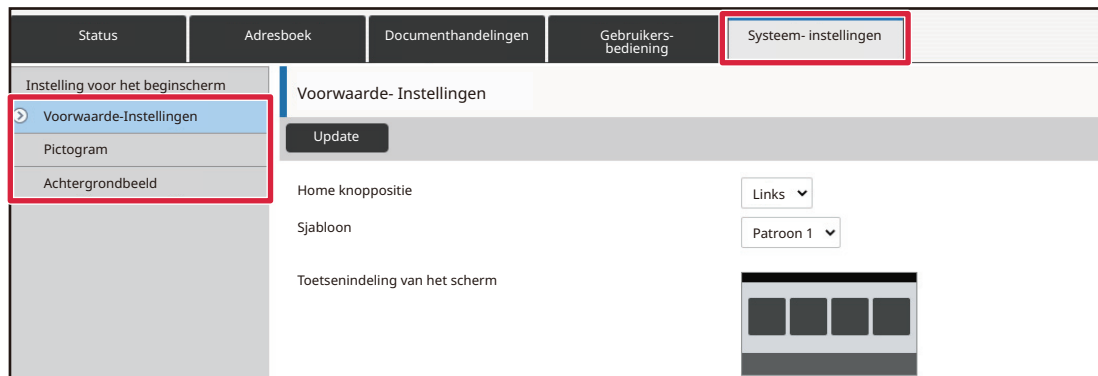 Status
Adresboek
Documenthandelingen
Gebruikers-
bediening
Systeem- instellingen
Instelling voor het beginscherm
Voorwaarde-Instellingen
Pictogram
Achtergrondbeeld
Voorwaarde- Instellingen
Update
Home knoppositie
Links
Sjabloon
Patroon 1
Toetsenindeling van het scherm